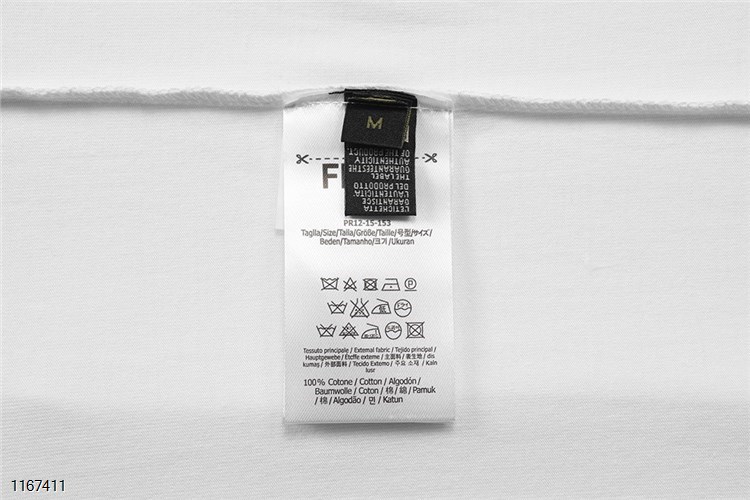 M
L'ETICHETTA
GARANTISCE
L'AUTENTICITA'
DEL PRODOTTO
THE LABEL
GUARANTEES THE
AUTHENTICITY
OF THE PRODUCT.
PR12-15-153
Taglia/Size/Talla/Größe/Taille/号型/サイズ/
Beden/Tamanho/크기/Ukuran
P
Tessuto principale / External fabric / Tejido principal /
Hauptgewebe / Étoffe externe / 主面料 / 表生地 / dis
kumaş / 外部面料 / Tecido Externo / 주요 소재 / Kain
luar
100% Cotone / Cotton / Algodón /
Baumwolle / Coton / 棉 / 綿 / Pamuk
/ 棉 / Algodão / 면 / Katun
1167411